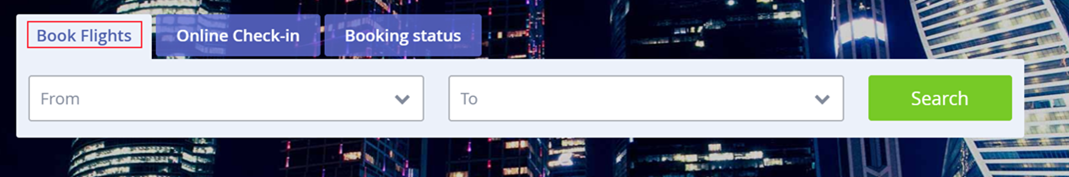 Book Flights
Online Check-in
Booking status
From
To
Search